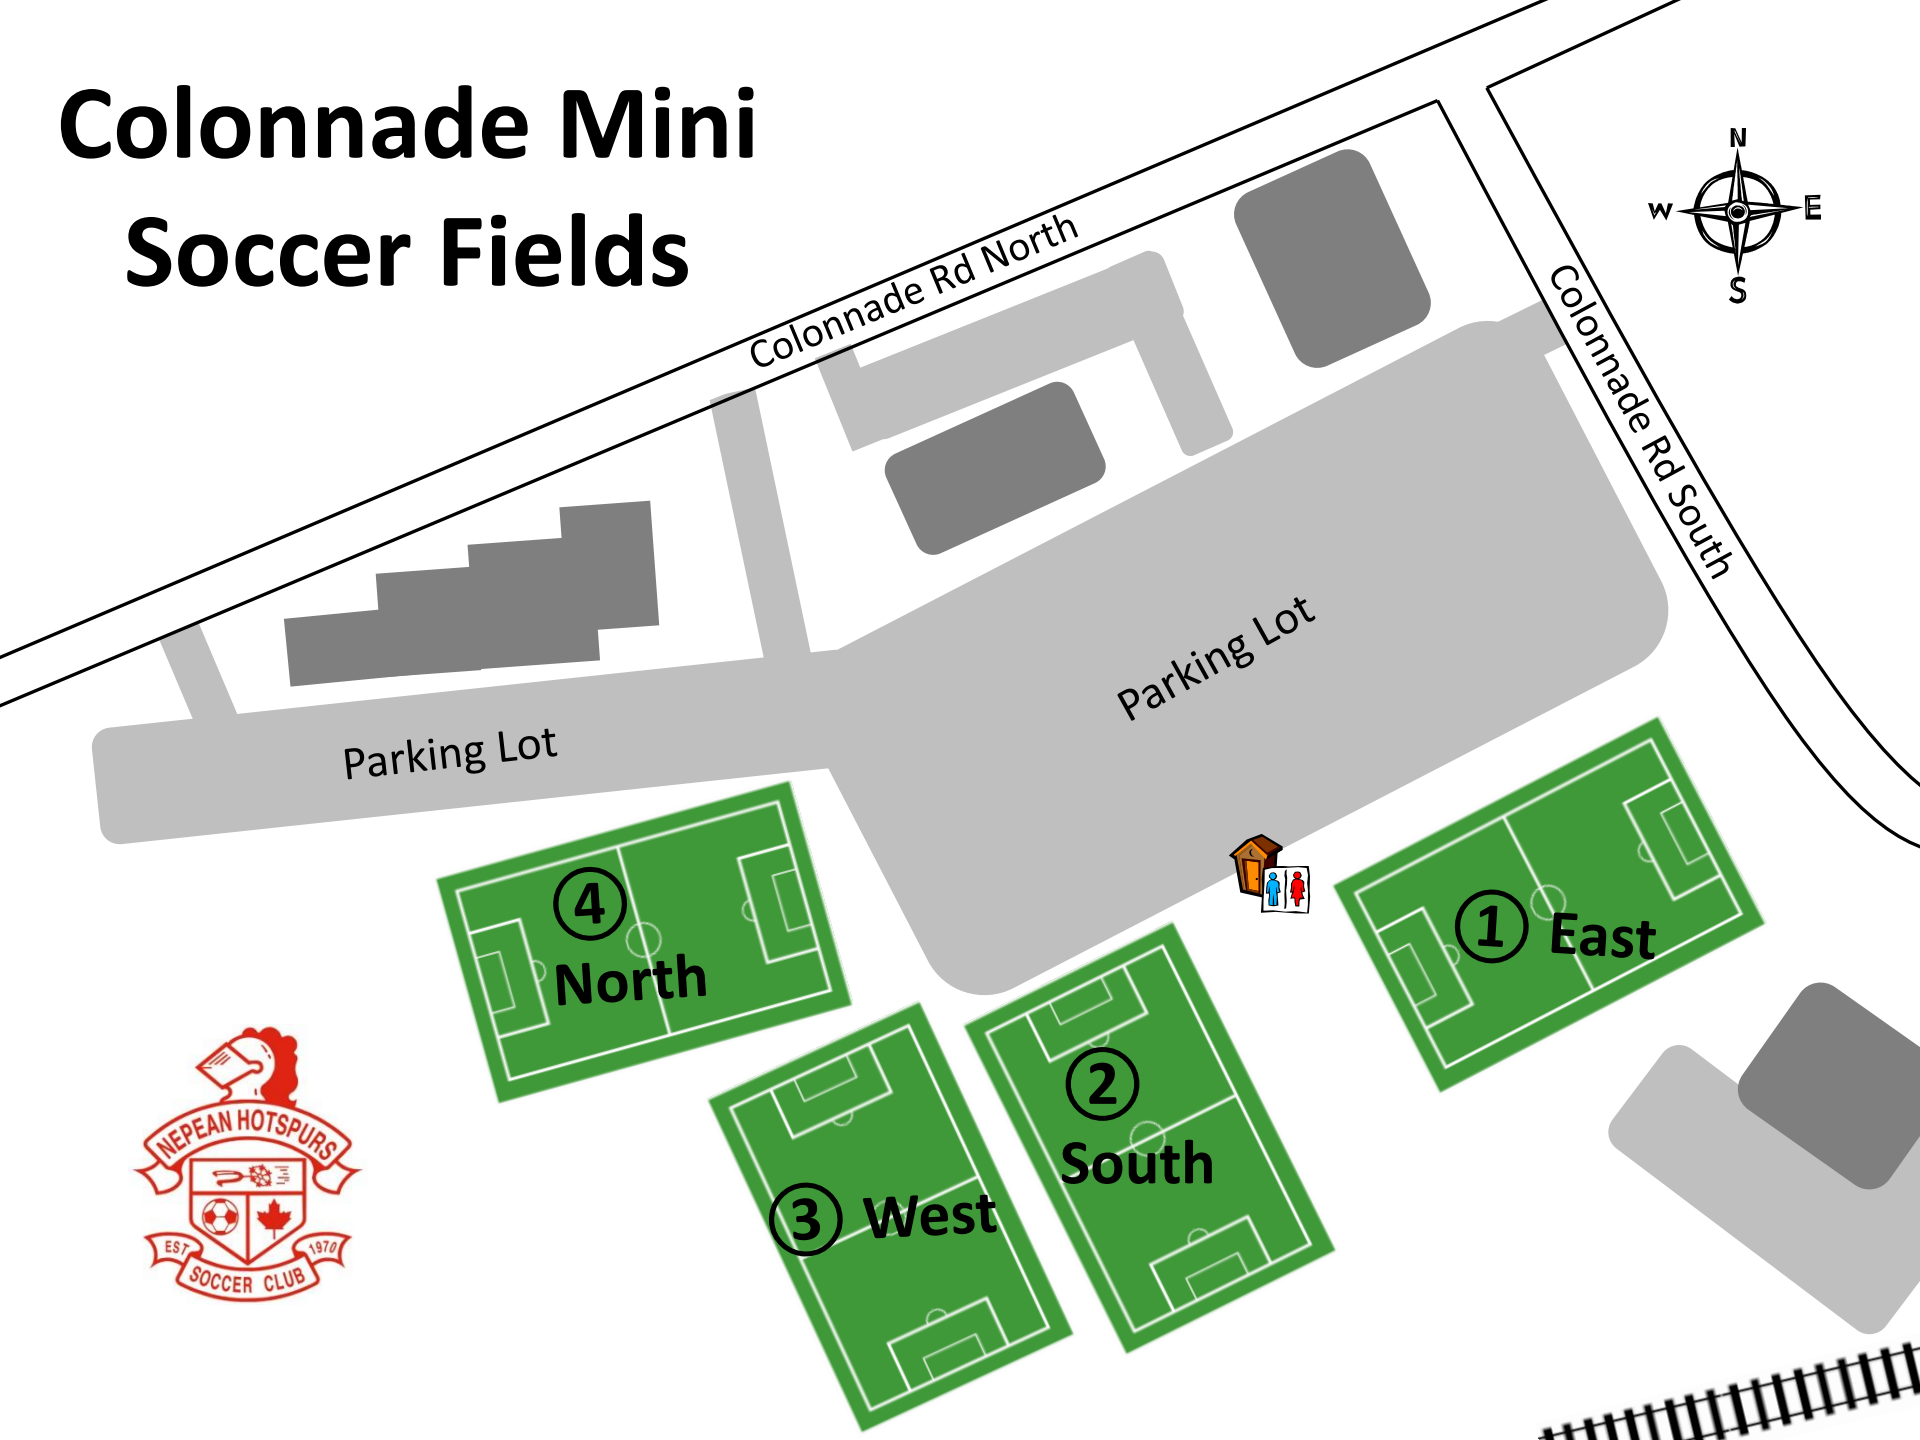 Colonnade Mini
Soccer Fields
N
W
E
S
Colonnade Rd North
Colonnade Rd South
Parking Lot
Parking Lot
4
North
1 East
2
South
3 West
NEPEAN HOTSPURS
EST
1970
SOCCER CLUB